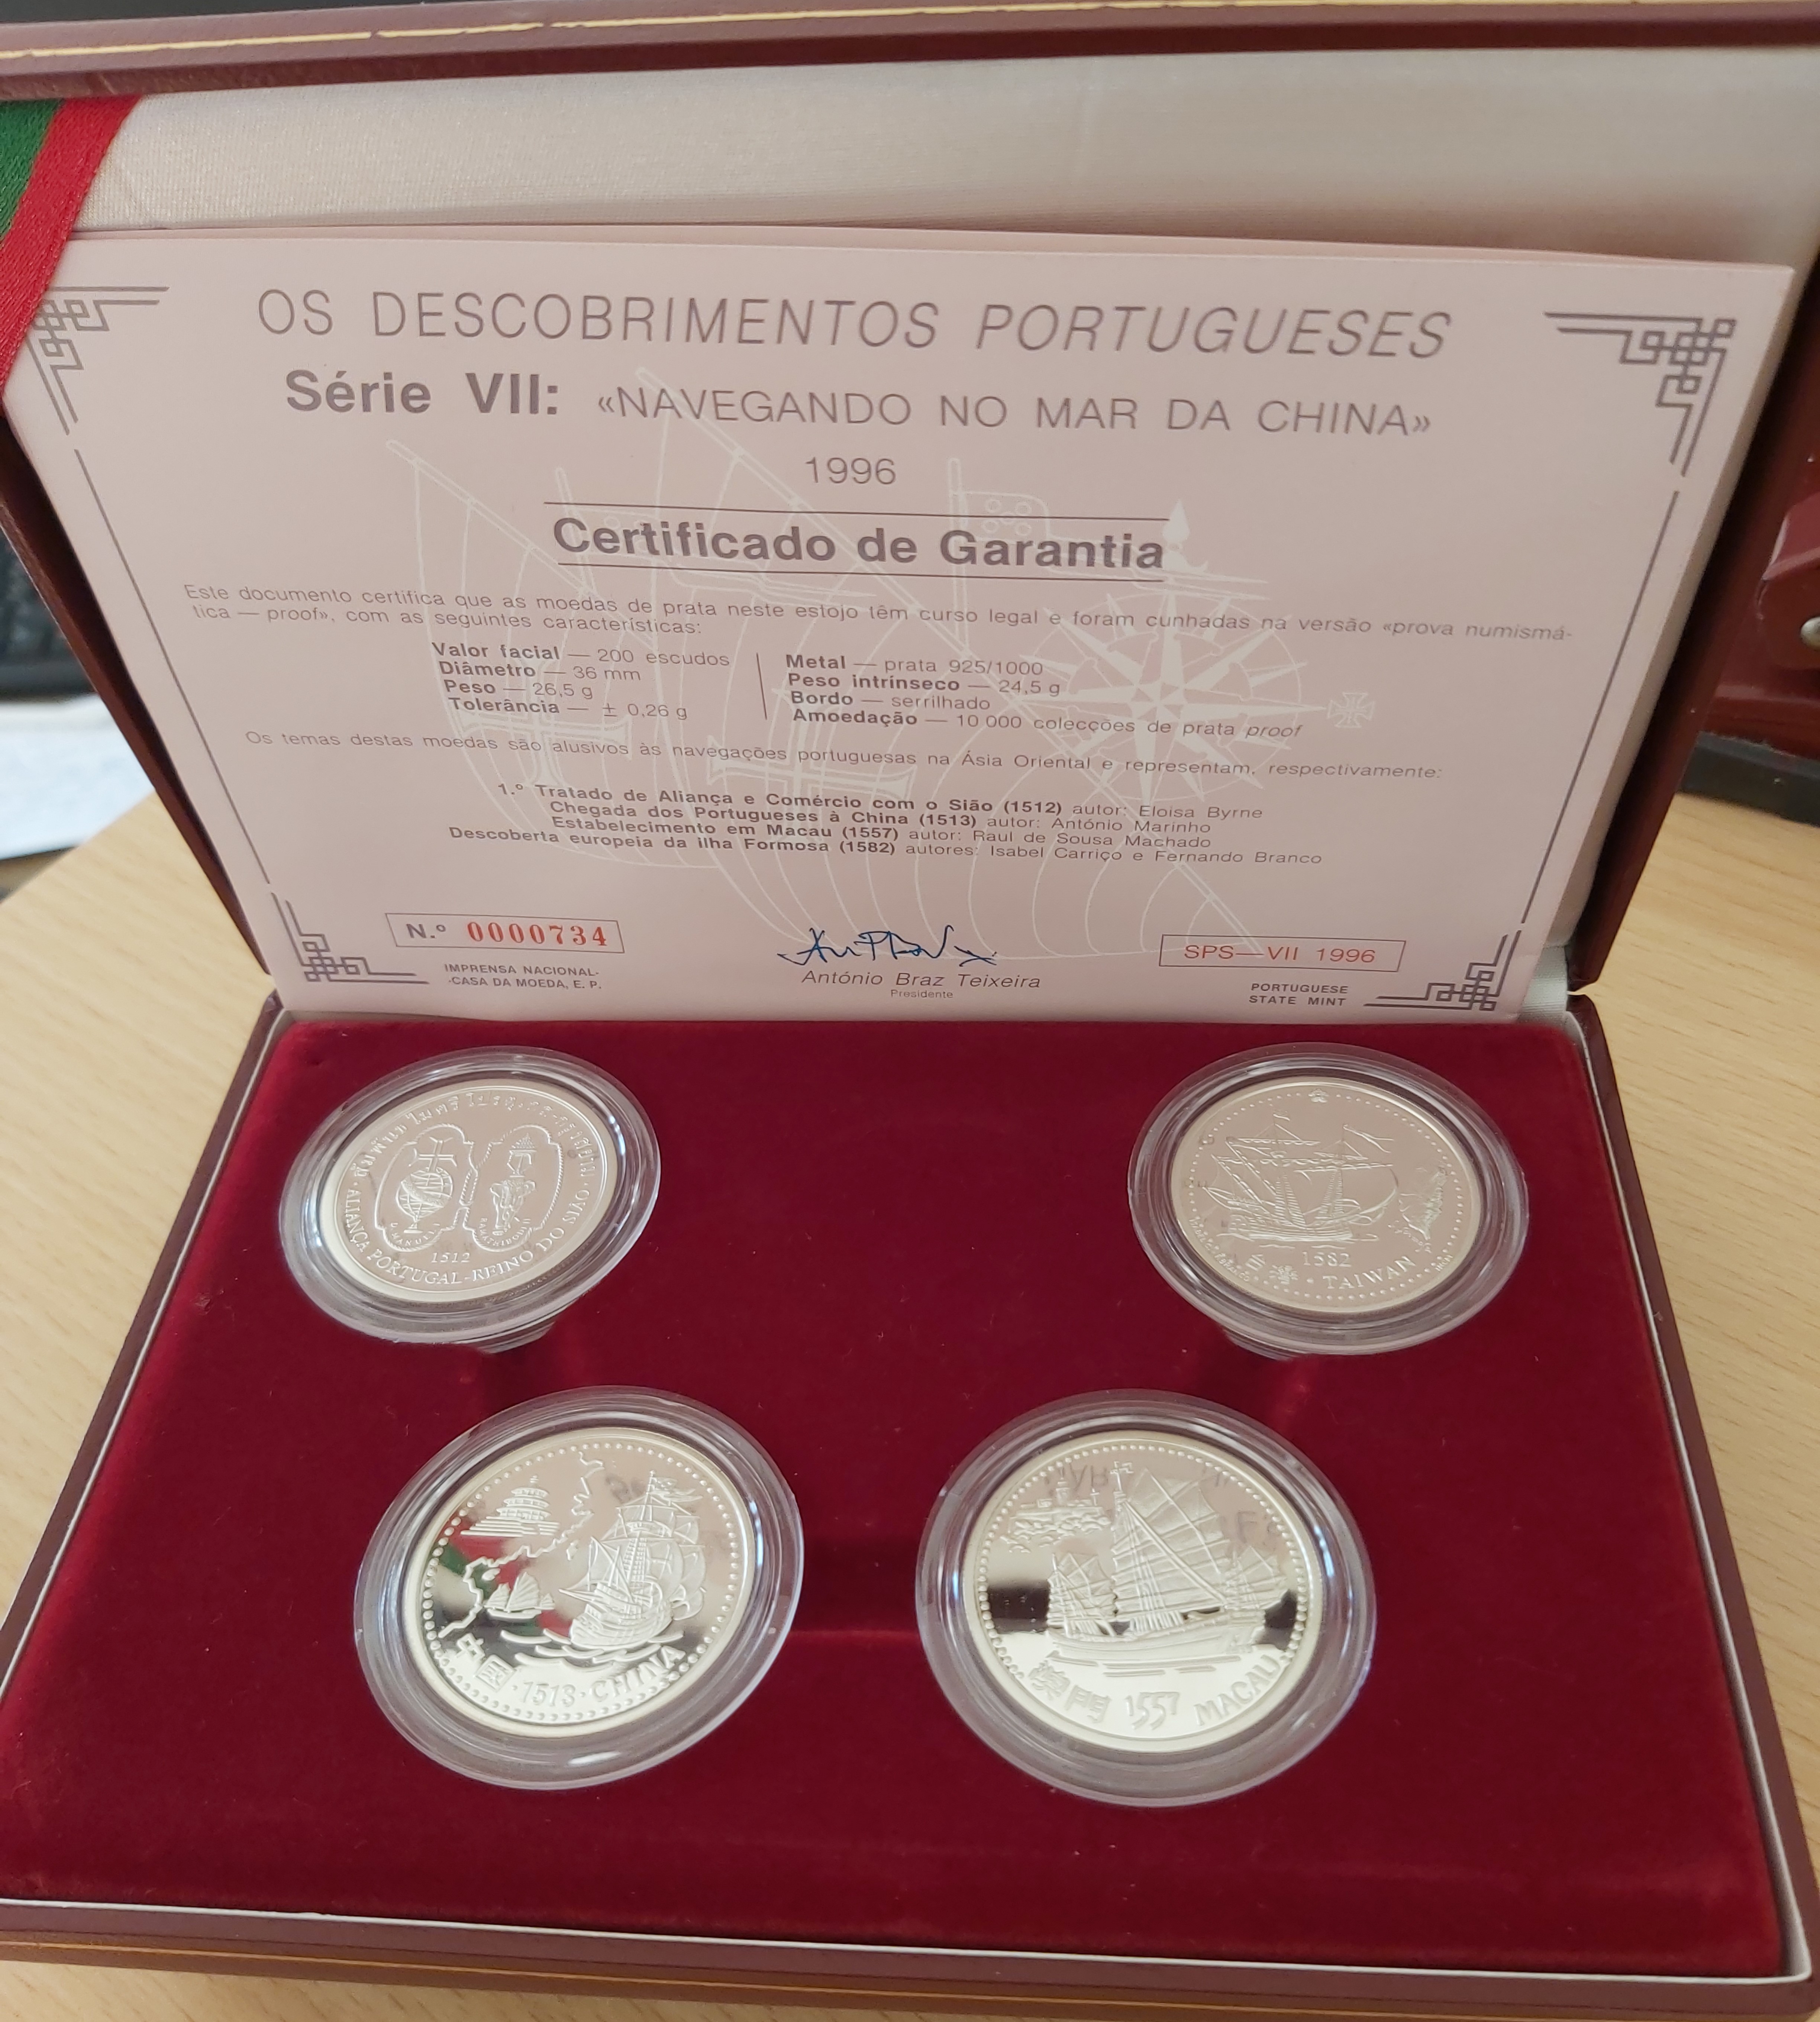 OS DESCOBRIMENTOS PORTUGUESES
Série VII: «NAVEGANDO NO MAR DA CHINA»
1996
Certificado de Garantia
Este documento certifica que as moedas de prata neste estojo têm curso legal e foram cunhadas na versão «prova numismá-
tica — proof», com as seguintes características:
Valor facial — 200 escudos
Diâmetro — 36 mm
Peso — 26,5 g
Tolerância — ± 0,26 g
Metal — prata 925/1000
Peso intrínseco — 24,5 g
Bordo — serrilhado
Amoedação — 10 000 colecções de prata proof
Os temas destas moedas são alusivos às navegações portuguesas na Ásia Oriental e representam, respectivamente:
1.º Tratado de Aliança e Comércio com o Sião (1512) autor: Eloisa Byrne
Chegada dos Portugueses à China (1513) autor: António Marinho
Estabelecimento em Macau (1557) autor: Raul de Sousa Machado
Descoberta europeia da ilha Formosa (1582) autores: Isabel Carriço e Fernando Branco
N.º 0000734
IMPRENSA NACIONAL-
-CASA DA MOEDA, E. P.
António Braz Teixeira
Presidente
SPS—VII 1996
PORTUGUESE
STATE MINT
1512
ALIANÇA PORTUGAL-REINO DO SIÃO
1582
TAIWAN
中國 · 1513 · CHINA
澳門 1557 MACAU